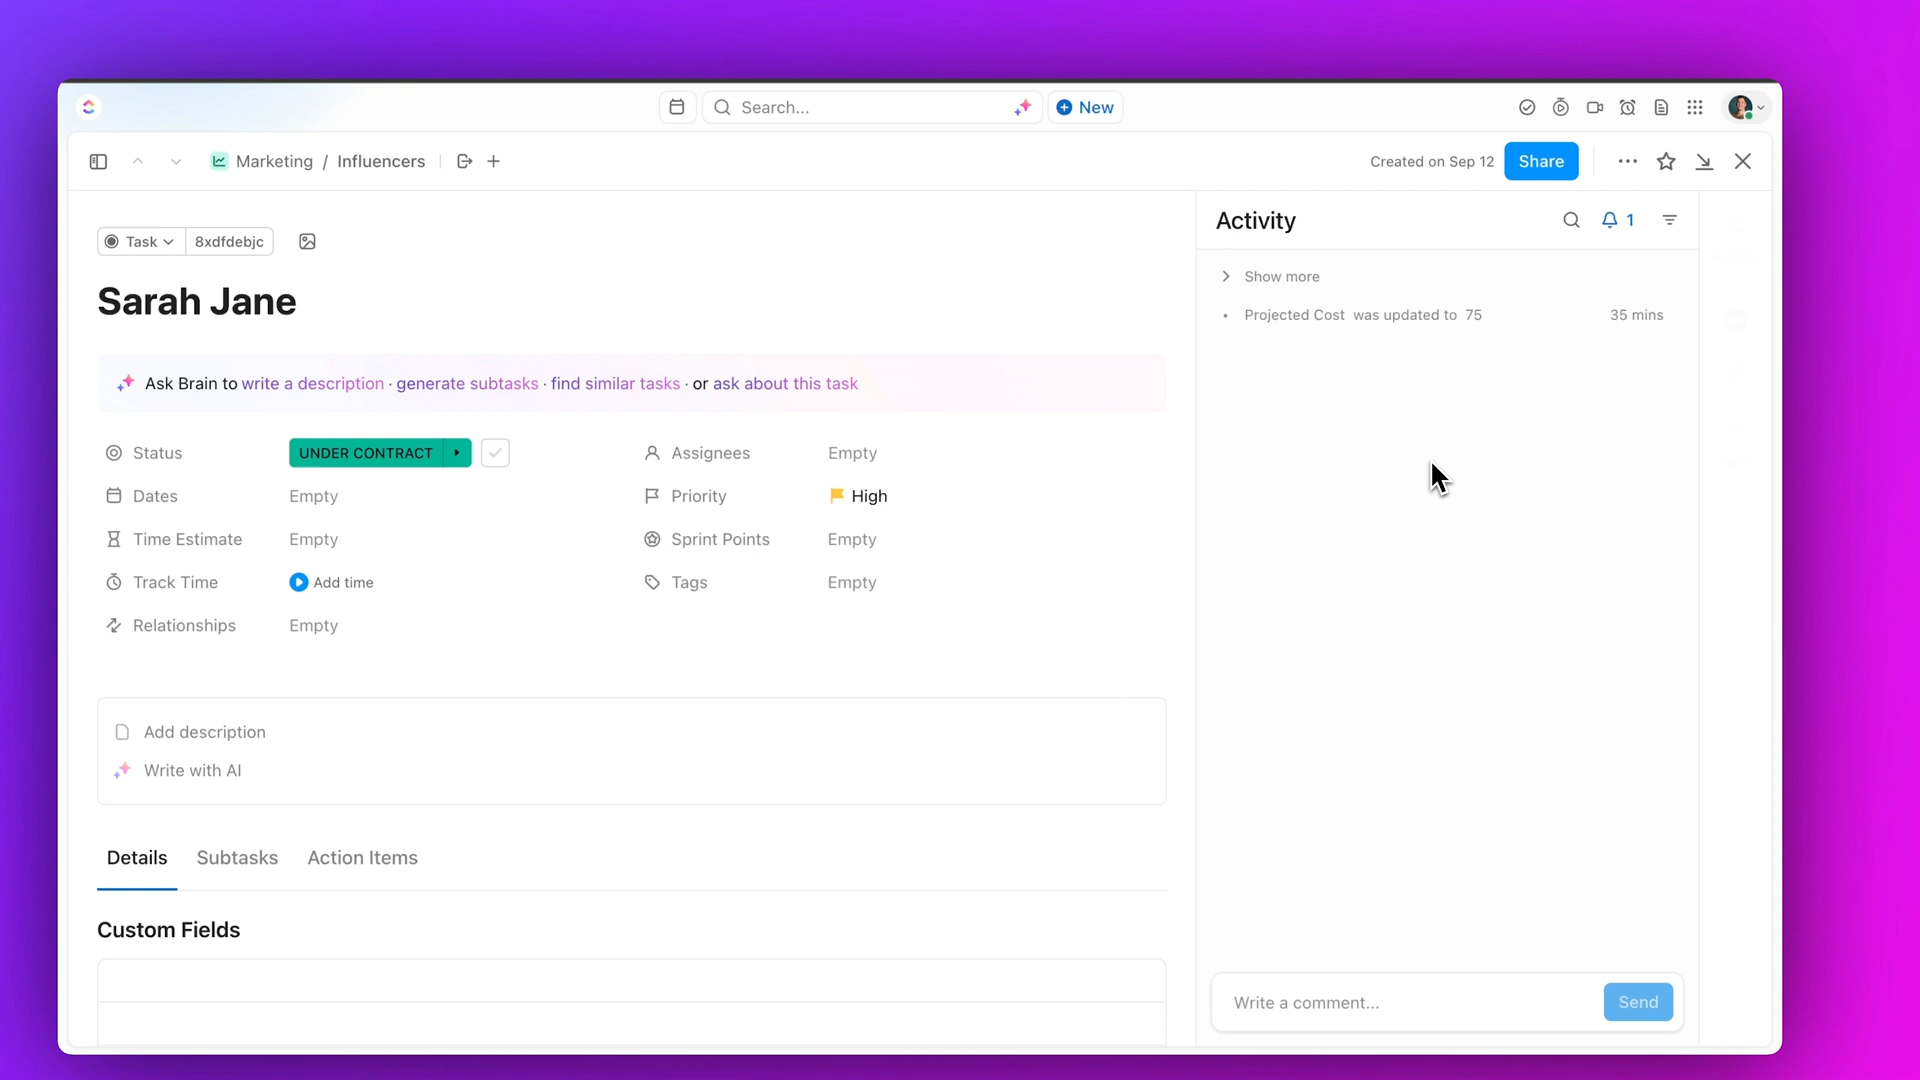 Search...
New
Marketing / Influencers
Created on Sep 12
Share
Task
8xdfdebjc
Sarah Jane
Ask Brain to write a description · generate subtasks · find similar tasks · or ask about this task
Status
UNDER CONTRACT
Assignees
Empty
Dates
Empty
Priority
High
Time Estimate
Empty
Sprint Points
Empty
Track Time
Add time
Tags
Empty
Relationships
Empty
Add description
Write with AI
Details
Subtasks
Action Items
Custom Fields
Activity
1
Show more
• Projected Cost was updated to 75
35 mins
Write a comment...
Send